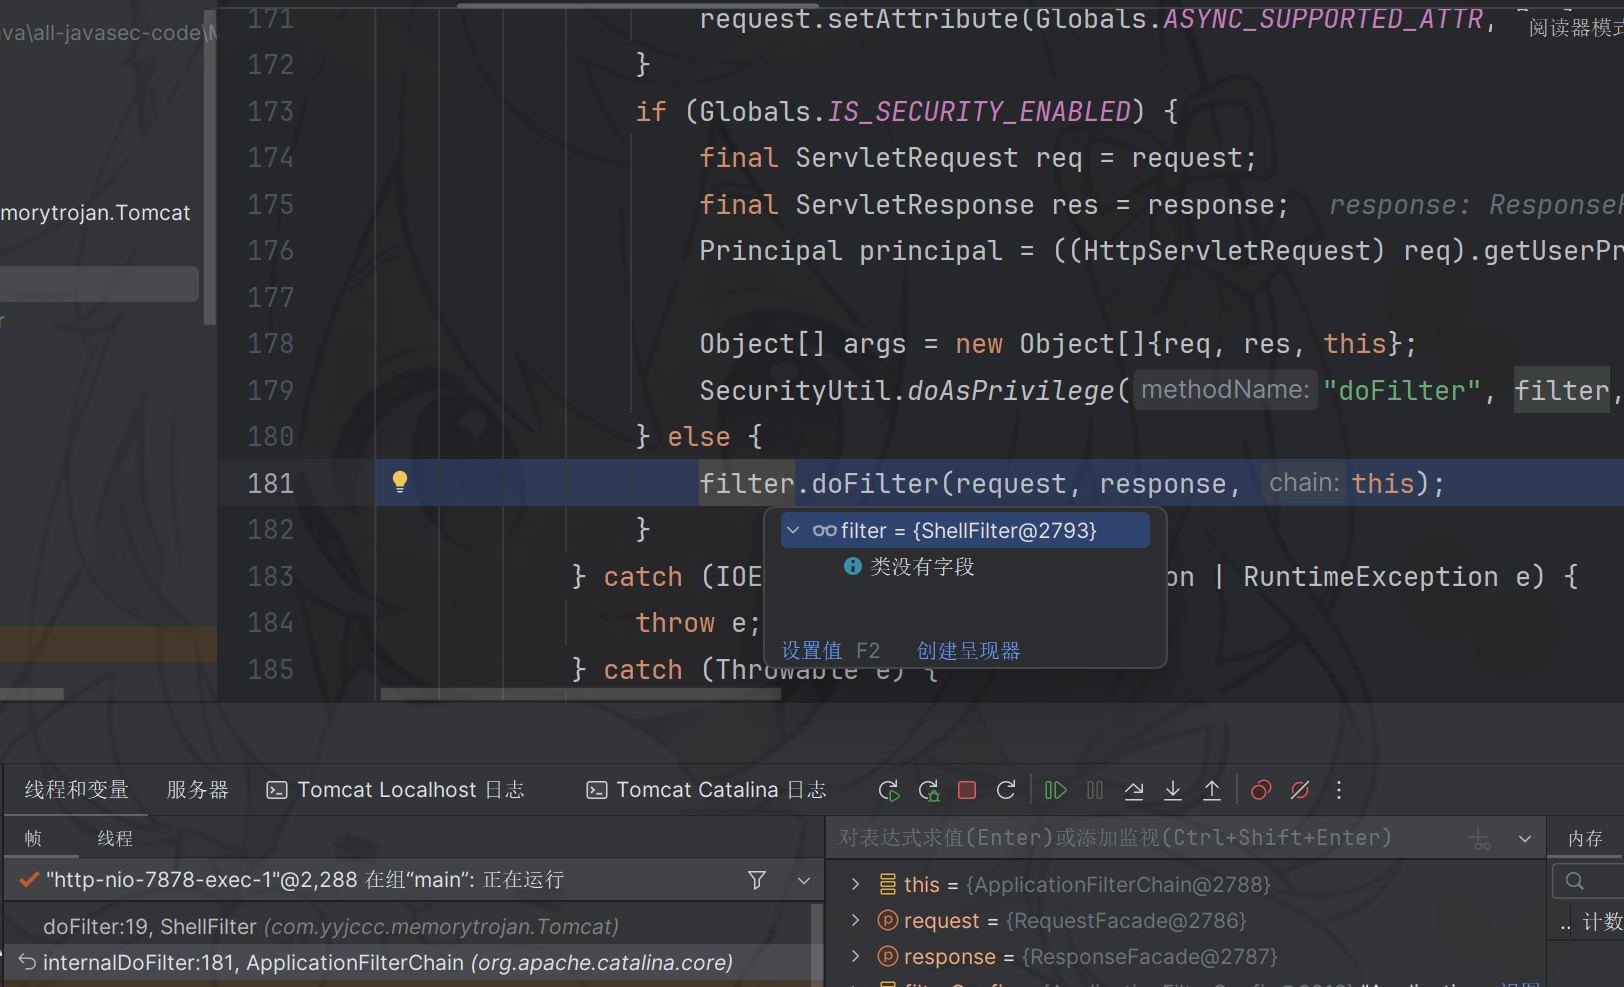 171 request.setAttribute(Globals.ASYNC_SUPPORTED_ATTR,
阅读器模式
ava\all-javasec-code\M
172 }
173 if (Globals.IS_SECURITY_ENABLED) {
174 final ServletRequest req = request;
175 final ServletResponse res = response; response: ResponseF
memorytrojan.Tomcat
176 Principal principal = ((HttpServletRequest) req).getUserPr
177
r
178 Object[] args = new Object[]{req, res, this};
179 SecurityUtil.doAsPrivilege( methodName: "doFilter", filter,
180 } else {
181 filter.doFilter(request, response, chain: this);
182 }
filter = {ShellFilter@2793}
类没有字段
183 } catch (IOE on | RuntimeException e) {
184 throw e;
设置值 F2 创建呈现器
185 } catch (Throwable e) {
线程和变量 服务器 Tomcat Localhost 日志 Tomcat Catalina 日志
帧 线程
对表达式求值(Enter)或添加监视(Ctrl+Shift+Enter)
内存
"http-nio-7878-exec-1"@2,288 在组“main”: 正在运行
this = {ApplicationFilterChain@2788}
request = {RequestFacade@2786}
.. 计数
doFilter:19, ShellFilter (com.yyjccc.memorytrojan.Tomcat)
response = {ResponseFacade@2787}
internalDoFilter:181, ApplicationFilterChain (org.apache.catalina.core)